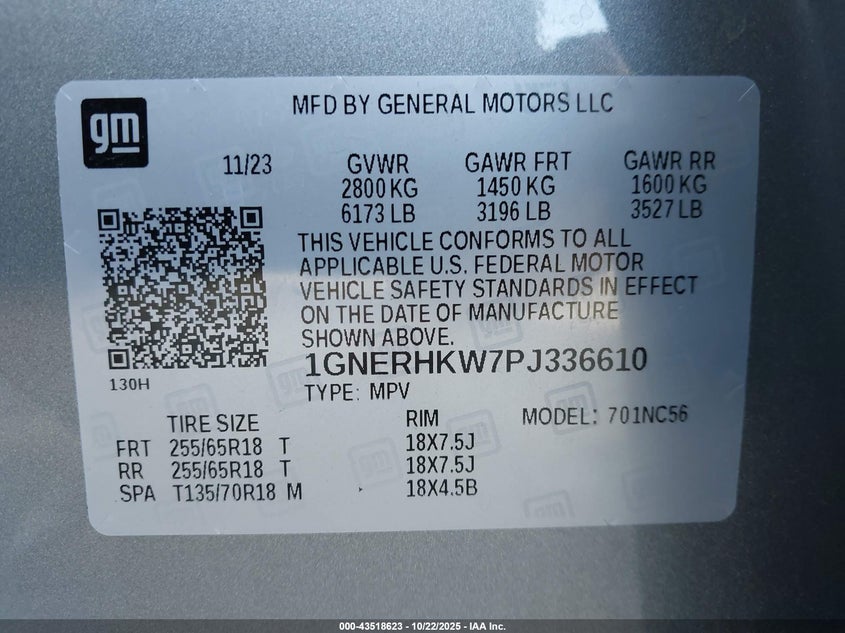 gm
MFD BY GENERAL MOTORS LLC
11/23 GVWR GAWR FRT GAWR RR
2800 KG 1450 KG 1600 KG
6173 LB 3196 LB 3527 LB
THIS VEHICLE CONFORMS TO ALL
APPLICABLE U.S. FEDERAL MOTOR
VEHICLE SAFETY STANDARDS IN EFFECT
ON THE DATE OF MANUFACTURE
SHOWN ABOVE.
1GNERHKW7PJ336610
130H
TYPE: MPV
TIRE SIZE RIM MODEL: 701NC56
FRT 255/65R18 T 18X7.5J
RR 255/65R18 T 18X7.5J
SPA T135/70R18 M 18X4.5B
000-43518623 - 10/22/2025 - IAA Inc.